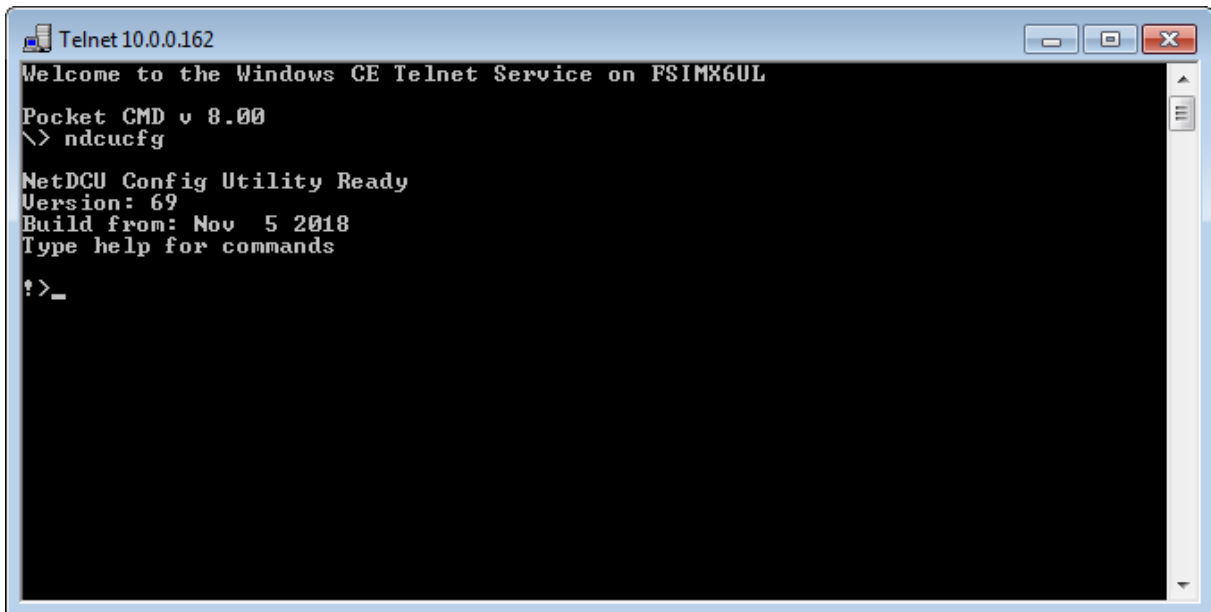 Telnet 10.0.0.162
Welcome to the Windows CE Telnet Service on FSIMX6UL
Pocket CMD v 8.00
\> ndcucfg
NetDCU Config Utility Ready
Version: 69
Build from: Nov  5 2018
Type help for commands
!>_